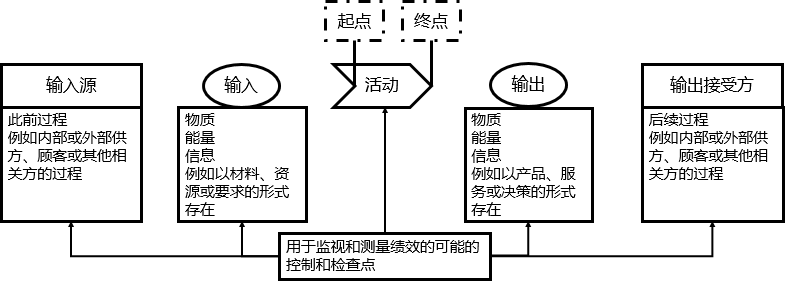 起点
终点
输入源
输入
活动
输出
输出接受方
此前过程
例如内部或外部供
方、顾客或其他相
关方的过程
物质
能量
信息
例如以材料、资
源或要求的形式
存在
物质
能量
信息
例如以产品、服
务或决策的形式
存在
后续过程
例如内部或外部供
方、顾客或其他相
关方的过程
用于监视和测量绩效的可能的
控制和检查点